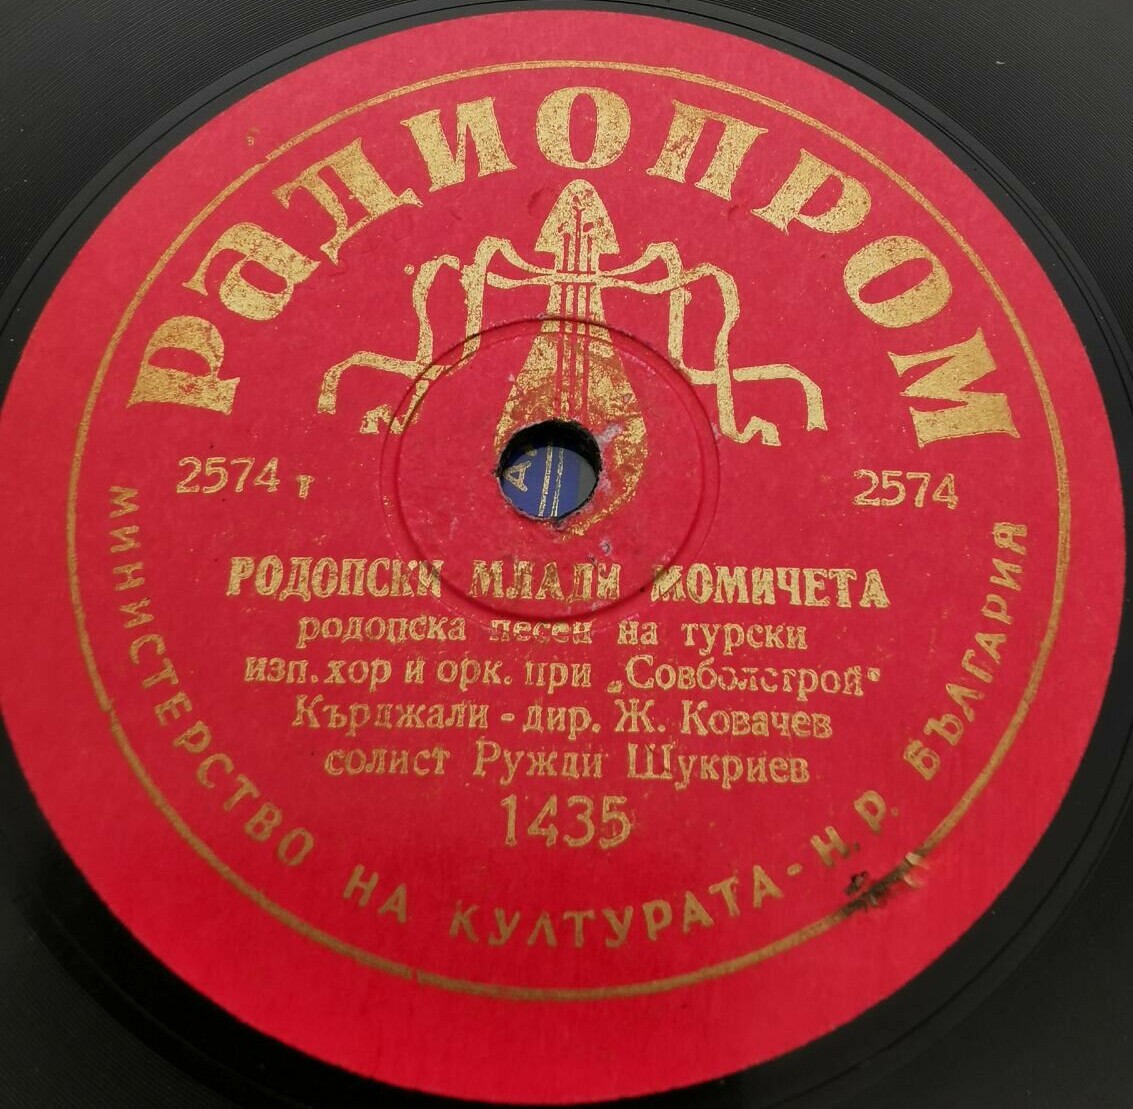 РАДИОПРОМ
2574 т
2574
РОДОПСКИ МЛАДИ МОМИЧЕТА
родопска песен на турски
изп. хор и орк. при „Совболстрой"
Кърджали - дир. Ж. Ковачев
солист Ружди Шукриев
1435
МИНИСТЕРСТВО НА КУЛТУРАТА - Н. Р. БЪЛГАРИЯ